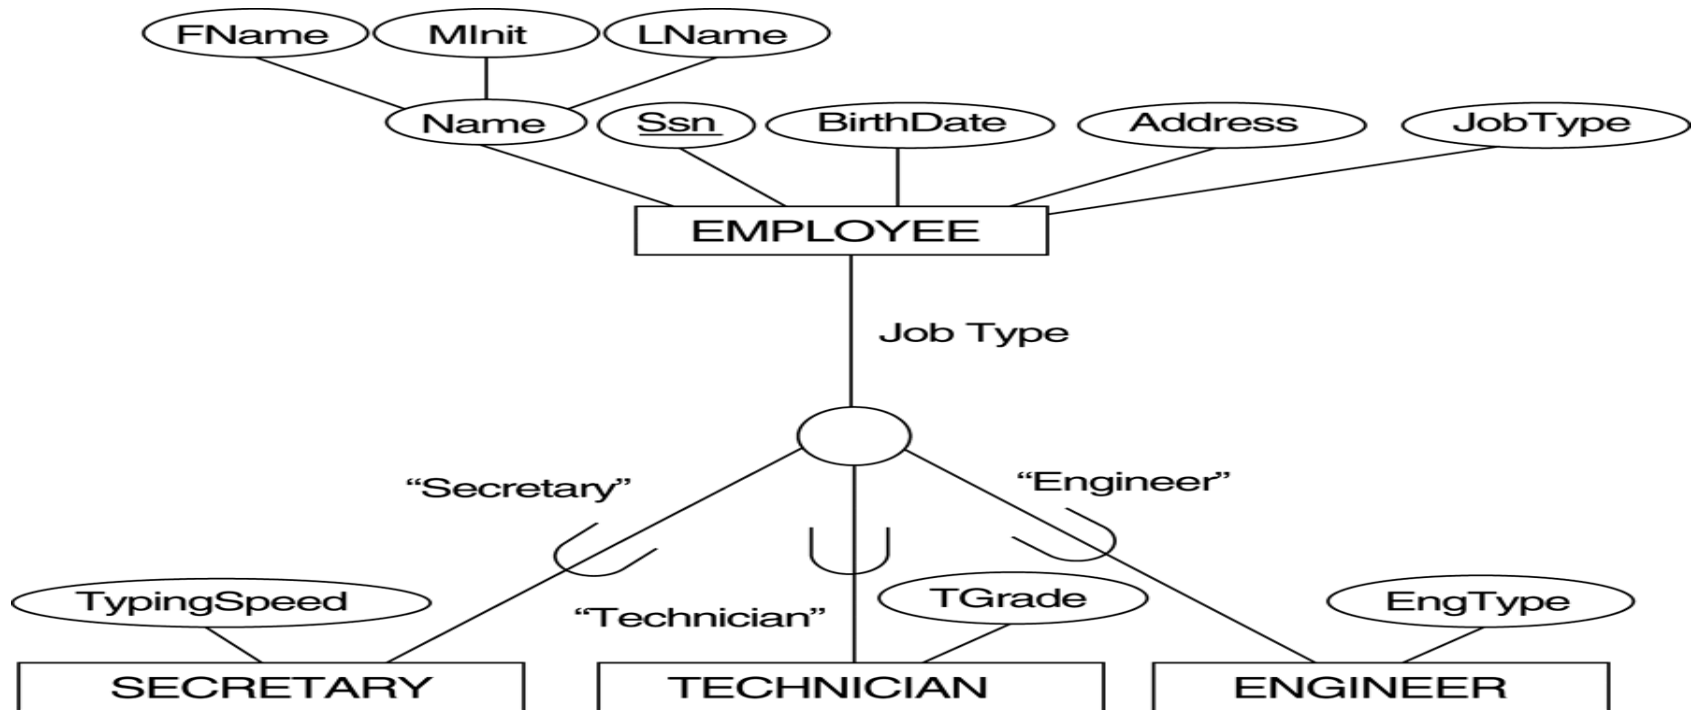 FName MInit LName
Name Ssn BirthDate Address JobType
EMPLOYEE
Job Type
“Secretary” “Engineer”
TypingSpeed “Technician” TGrade EngType
SECRETARY TECHNICIAN ENGINEER